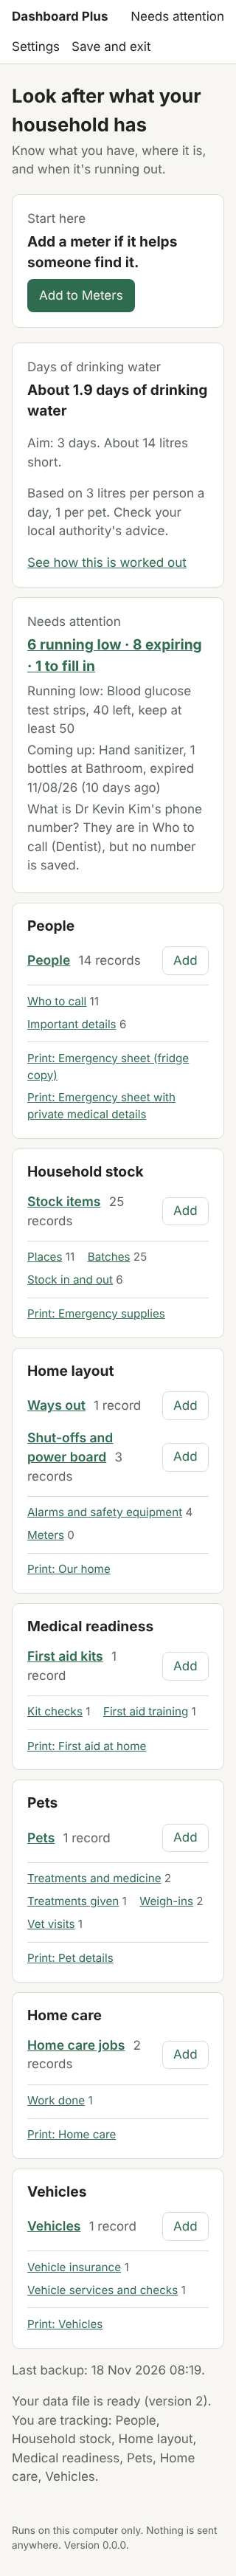 Dashboard Plus Needs attention
Settings Save and exit
Look after what your
household has
Know what you have, where it is,
and when it's running out.
Start here
Add a meter if it helps
someone find it.
Add to Meters
Days of drinking water
About 1.9 days of drinking
water
Aim: 3 days. About 14 litres
short.
Based on 3 litres per person a
day, 1 per pet. Check your
local authority's advice.
See how this is worked out
Needs attention
6 running low · 8 expiring
· 1 to fill in
Running low: Blood glucose
test strips, 40 left, keep at
least 50
Coming up: Hand sanitizer, 1
bottles at Bathroom, expired
11/08/26 (10 days ago)
What is Dr Kevin Kim's phone
number? They are in Who to
call (Dentist), but no number
is saved.
People
People 14 records Add
Who to call 11
Important details 6
Print: Emergency sheet (fridge
copy)
Print: Emergency sheet with
private medical details
Household stock
Stock items 25
records Add
Places 11 Batches 25
Stock in and out 6
Print: Emergency supplies
Home layout
Ways out 1 record Add
Shut-offs and
power board 3
records Add
Alarms and safety equipment 4
Meters 0
Print: Our home
Medical readiness
First aid kits 1
record Add
Kit checks 1 First aid training 1
Print: First aid at home
Pets
Pets 1 record Add
Treatments and medicine 2
Treatments given 1 Weigh-ins 2
Vet visits 1
Print: Pet details
Home care
Home care jobs 2
records Add
Work done 1
Print: Home care
Vehicles
Vehicles 1 record Add
Vehicle insurance 1
Vehicle services and checks 1
Print: Vehicles
Last backup: 18 Nov 2026 08:19.
Your data file is ready (version 2).
You are tracking: People,
Household stock, Home layout,
Medical readiness, Pets, Home
care, Vehicles.
Runs on this computer only. Nothing is sent
anywhere. Version 0.0.0.